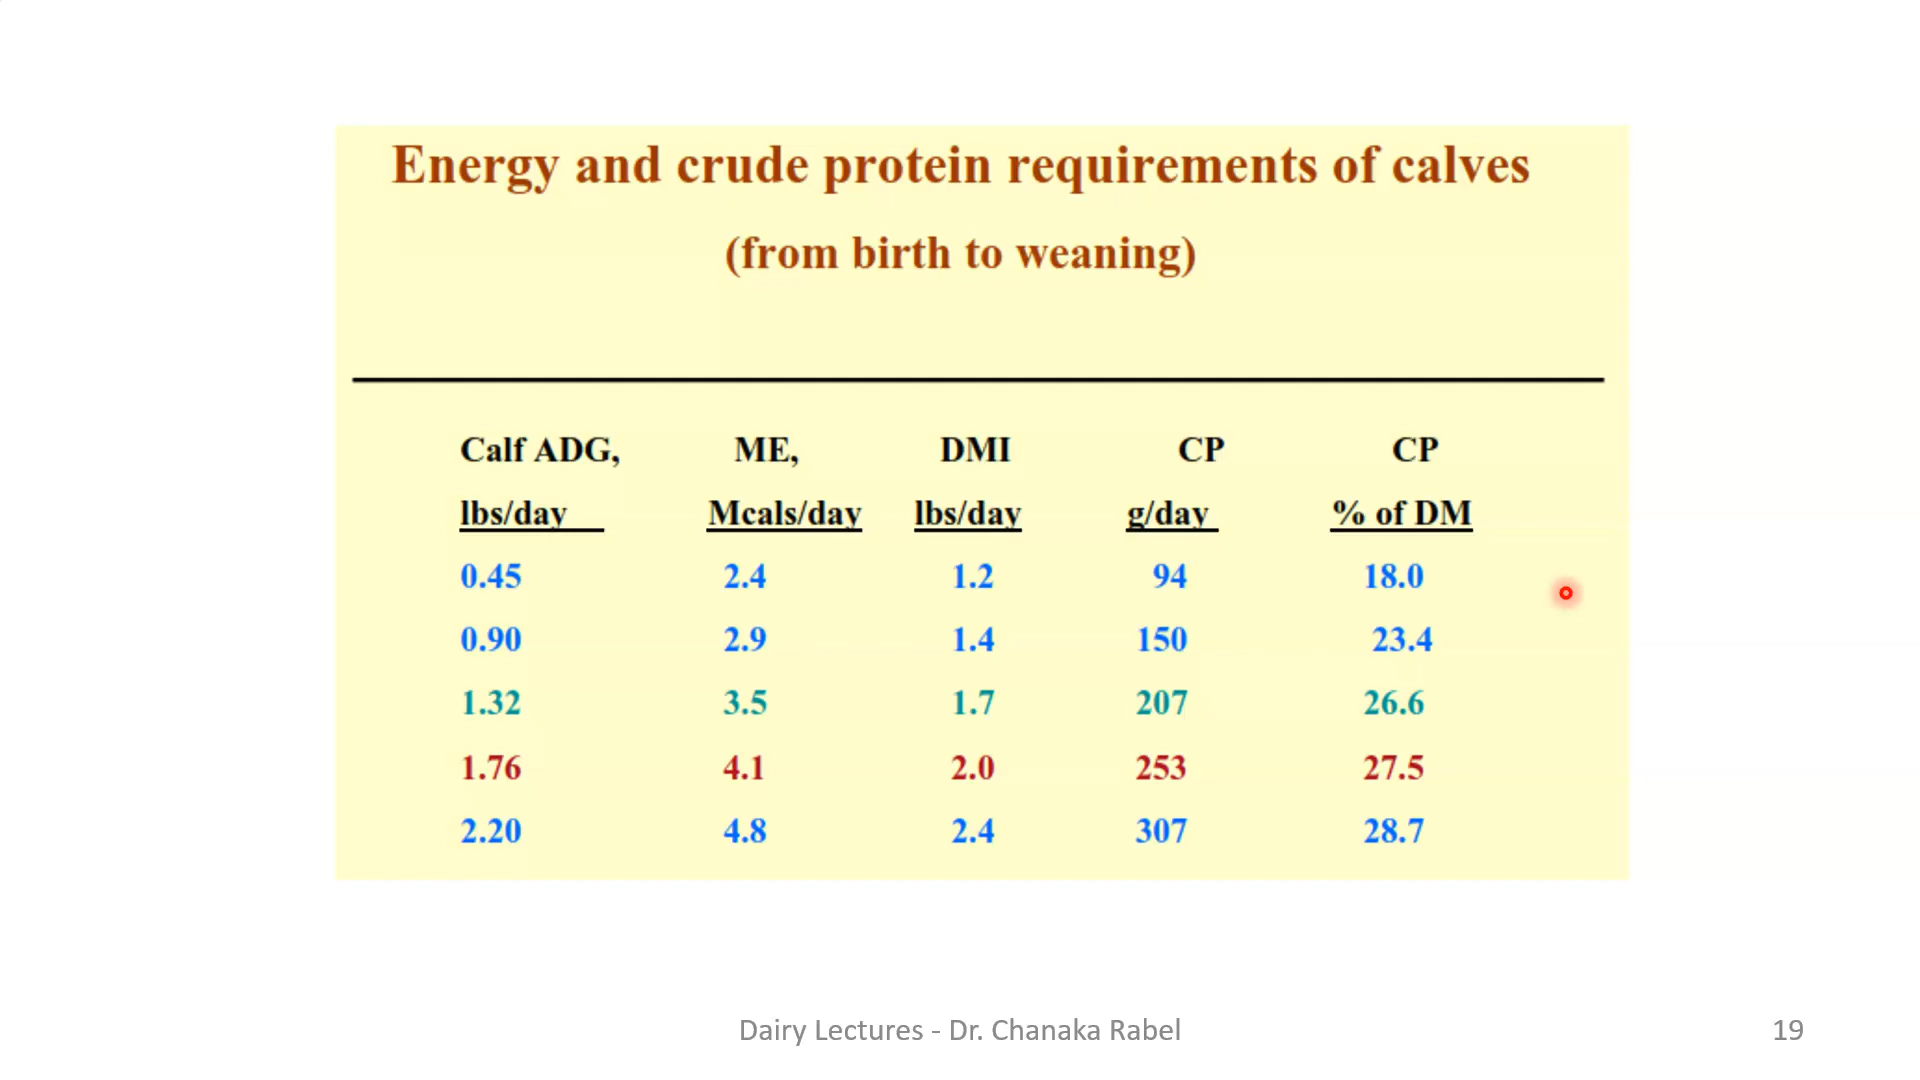 Energy and crude protein requirements of calves
(from birth to weaning)
Calf ADG, ME, DMI CP CP
lbs/day Mcals/day lbs/day g/day % of DM
0.45 2.4 1.2 94 18.0
0.90 2.9 1.4 150 23.4
1.32 3.5 1.7 207 26.6
1.76 4.1 2.0 253 27.5
2.20 4.8 2.4 307 28.7
Dairy Lectures - Dr. Chanaka Rabel 19